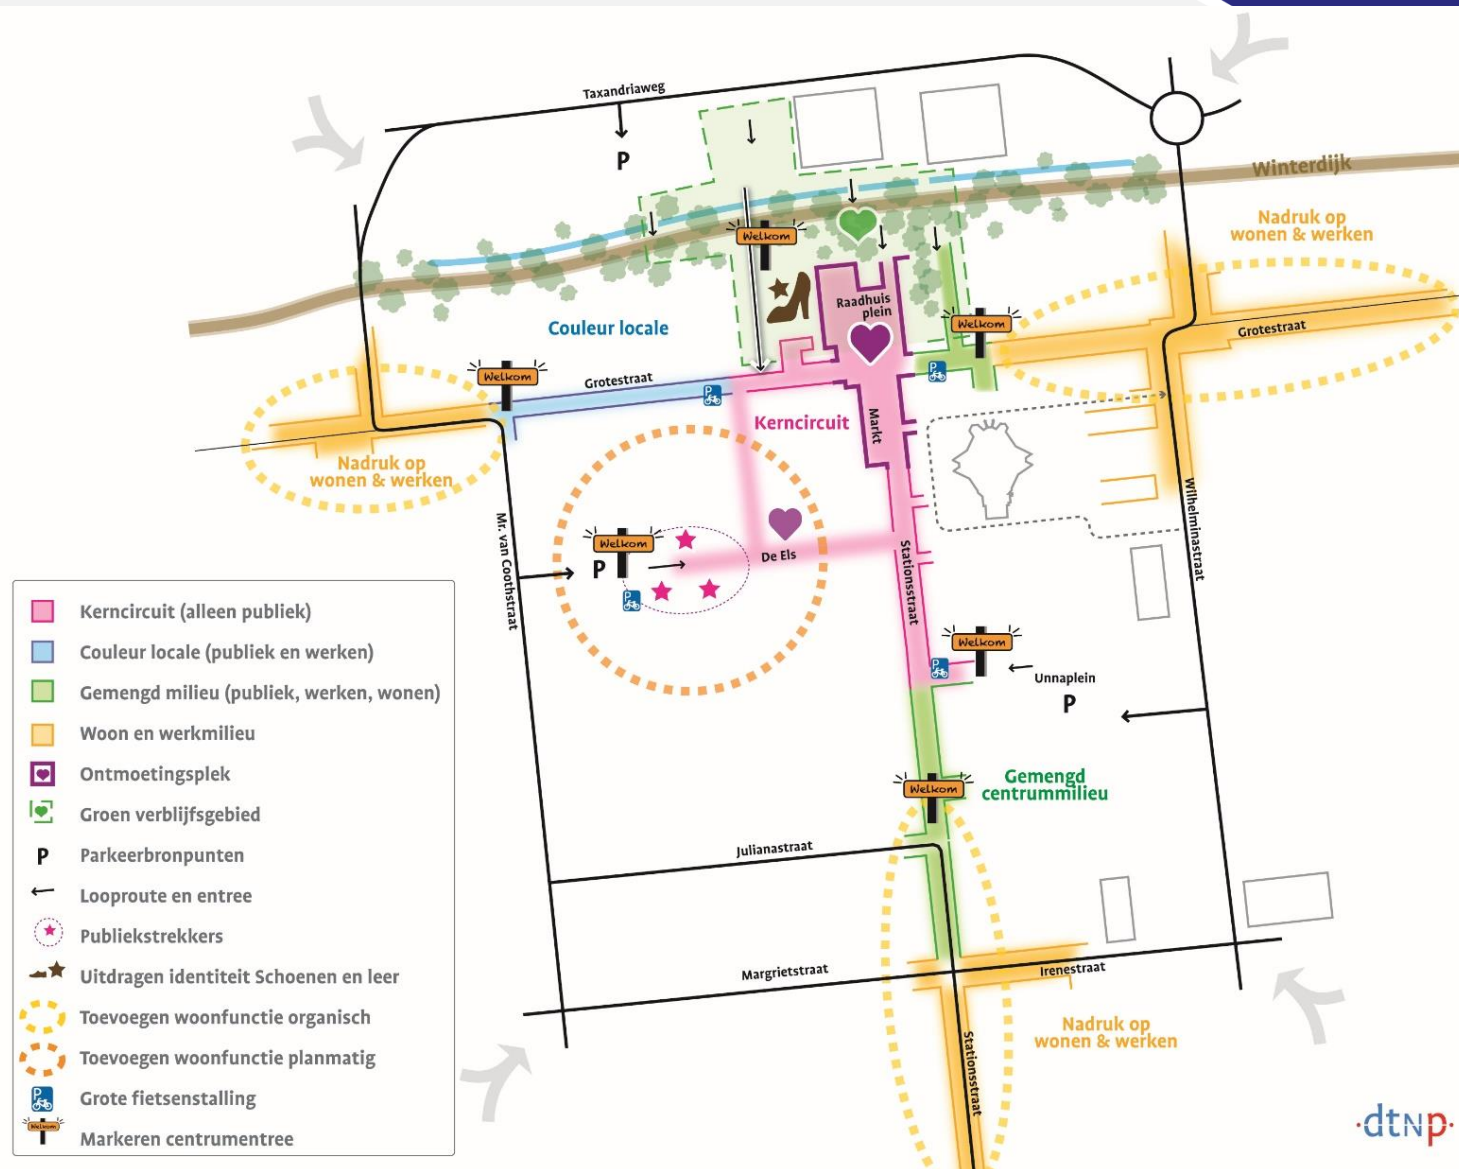 Taxandriaweg
P
Winterdijk
Nadruk op
wonen & werken
Welkom
Raadhuis
plein
Couleur locale
Welkom
Grotestraat
Welkom
Grotestraat
P
P
Kerncircuit
Markt
Nadruk op
wonen & werken
Mr. van Coothstraat
Welkom
P
De Els
P
Stationsstraat
Wilhelminastraat
Welkom
P
Unnaplein
P
Welkom
Gemengd
centrummilieu
Julianastraat
Margrietstraat
Irenestraat
Nadruk op
wonen & werken
Stationsstraat
Kerncircuit (alleen publiek)
Couleur locale (publiek en werken)
Gemengd milieu (publiek, werken, wonen)
Woon en werkmilieu
Ontmoetingsplek
Groen verblijfsgebied
P Parkeerbronpunten
Looproute en entree
Publiekstrekkers
Uitdragen identiteit Schoenen en leer
Toevoegen woonfunctie organisch
Toevoegen woonfunctie planmatig
P Grote fietsenstalling
Welkom Markeren centrumentree
dtnp